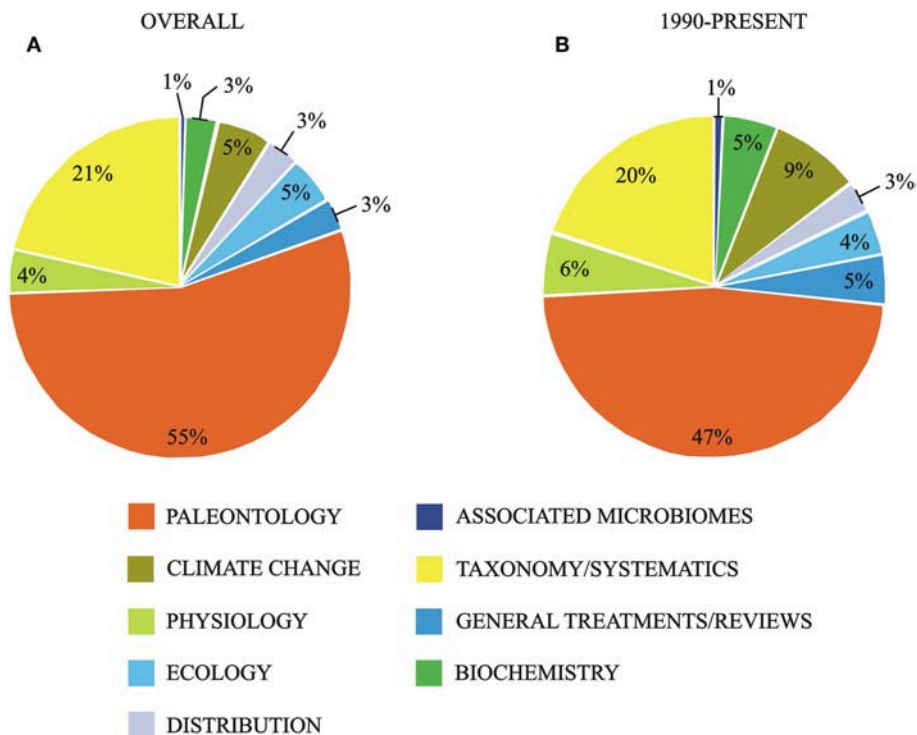 OVERALL
1990-PRESENT
A
B
1%
3%
5%
3%
5%
3%
21%
4%
55%
1%
5%
9%
3%
4%
5%
20%
6%
47%
PALEONTOLOGY
CLIMATE CHANGE
PHYSIOLOGY
ECOLOGY
DISTRIBUTION
ASSOCIATED MICROBIOMES
TAXONOMY/SYSTEMATICS
GENERAL TREATMENTS/REVIEWS
BIOCHEMISTRY